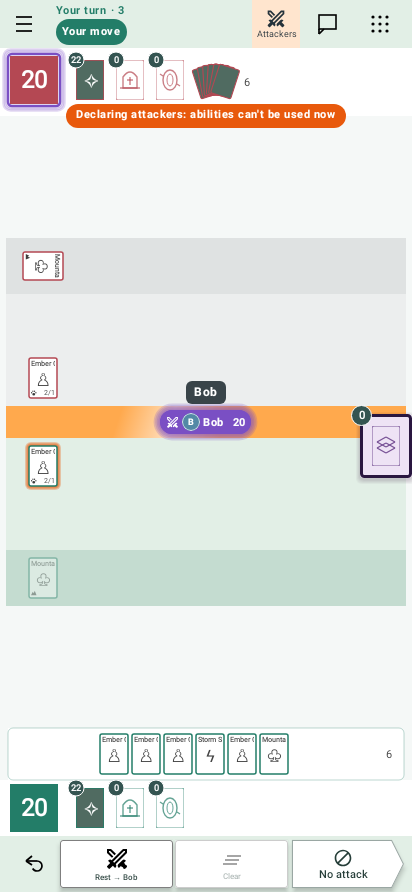 Your turn · 3
Your move
Attackers
20
22
0
0
6
Declaring attackers: abilities can't be used now
Mounta
Ember (
2/1
Bob
B Bob 20
0
Ember (
2/1
Mounta
Ember (
Ember (
Ember (
Storm S
Ember (
Mounta
6
20
22
0
0
Rest → Bob
Clear
No attack